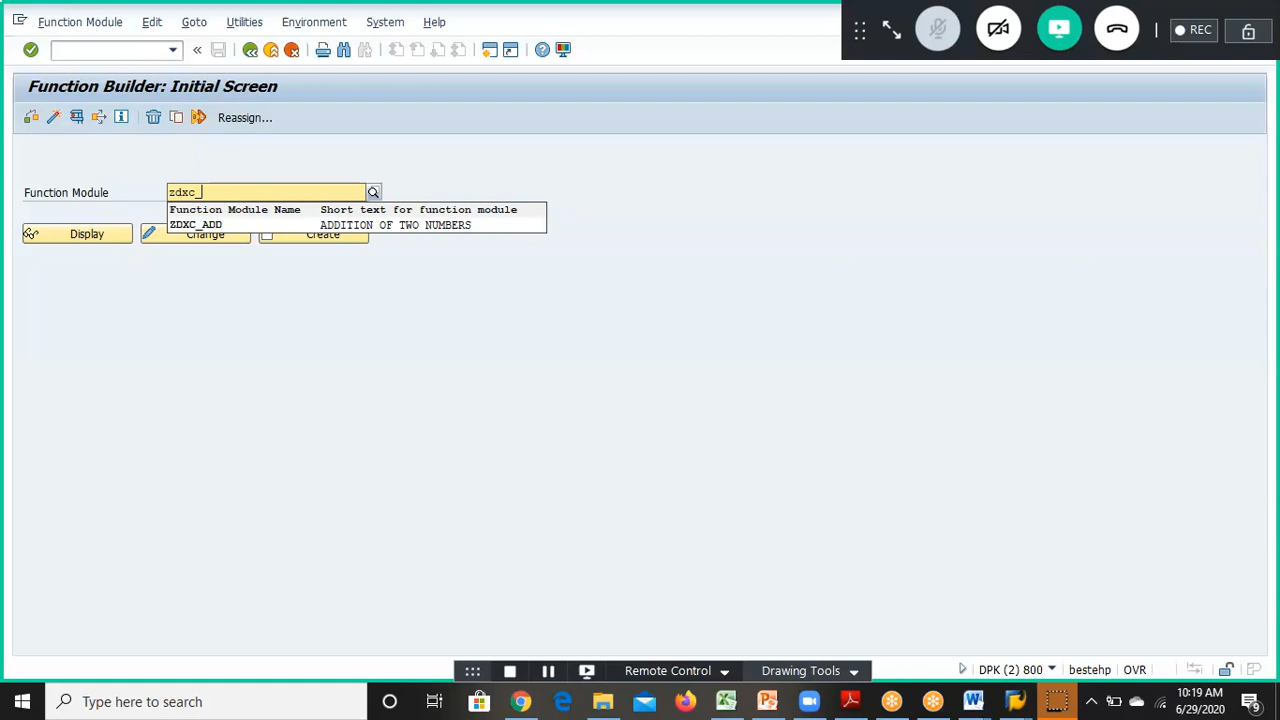 Function Module Edit Goto Utilities Environment System Help
REC
Function Builder: Initial Screen
Reassign...
Function Module zdxc_
Function Module Name Short text for function module
ZDXC_ADD ADDITION OF TWO NUMBERS
Display Change Create
Remote Control Drawing Tools
DPK (2) 800 bestehp OVR
Type here to search
10:19 AM
6/29/2020
9